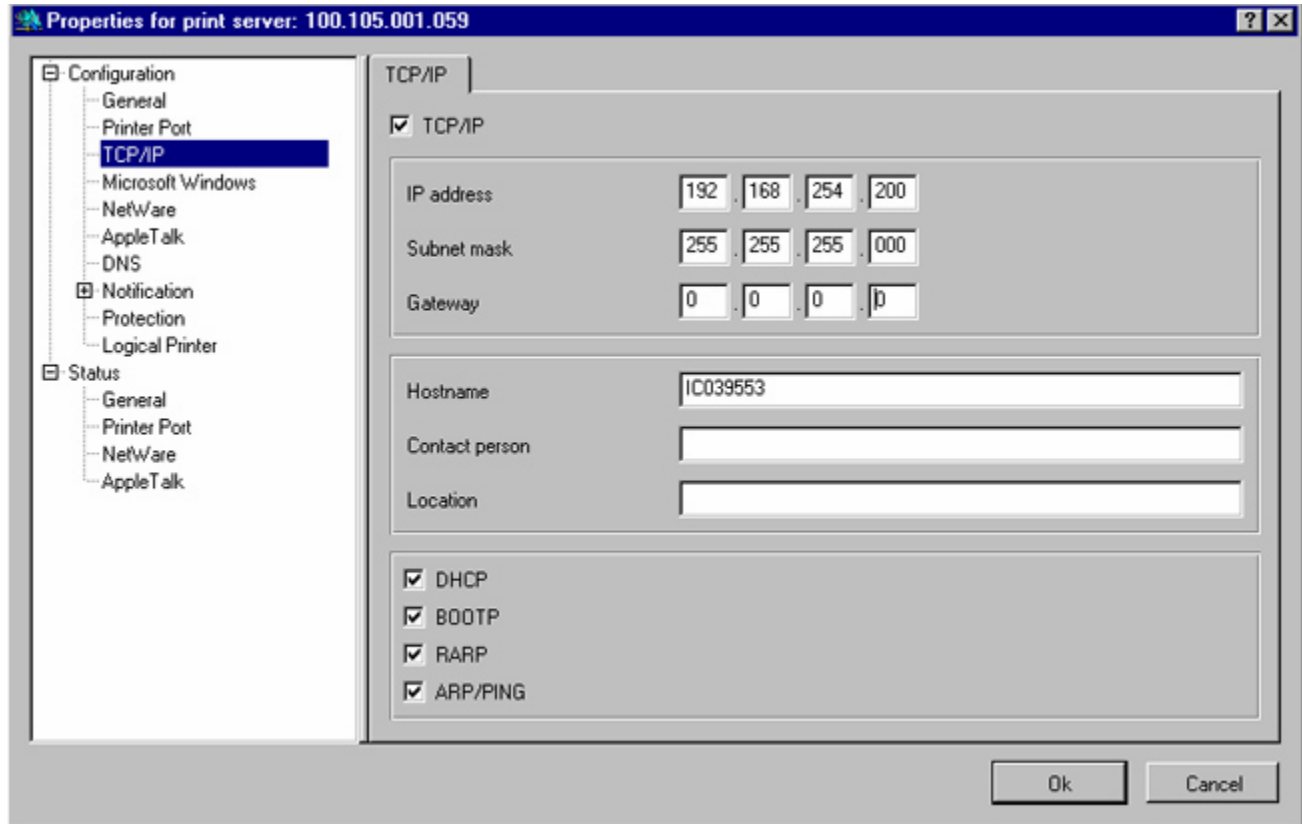 Properties for print server: 100.105.001.059
Configuration
General
Printer Port
TCP/IP
Microsoft Windows
NetWare
AppleTalk
DNS
Notification
Protection
Logical Printer
Status
General
Printer Port
NetWare
AppleTalk
TCP/IP
TCP/IP
IP address 192 . 168 . 254 . 200
Subnet mask 255 . 255 . 255 . 000
Gateway 0 . 0 . 0 . 0
Hostname IC039553
Contact person
Location
DHCP
BOOTP
RARP
ARP/PING
Ok Cancel